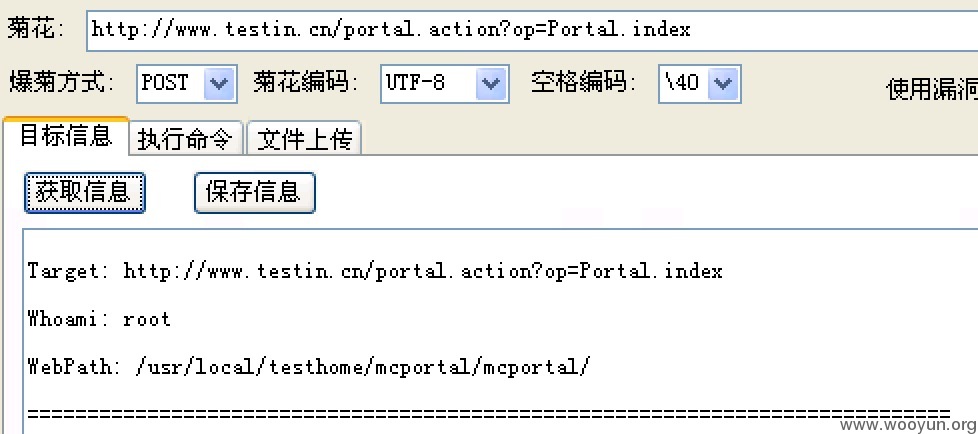 菊花: http://www.testin.cn/portal.action?op=Portal.index
爆菊方式: POST 菊花编码: UTF-8 空格编码: \40 使用漏洞
目标信息 执行命令 文件上传
获取信息 保存信息
Target: http://www.testin.cn/portal.action?op=Portal.index
Whoami: root
WebPath: /usr/local/testhome/mcportal/mcportal/
=============================================================================
www.wooyun.org